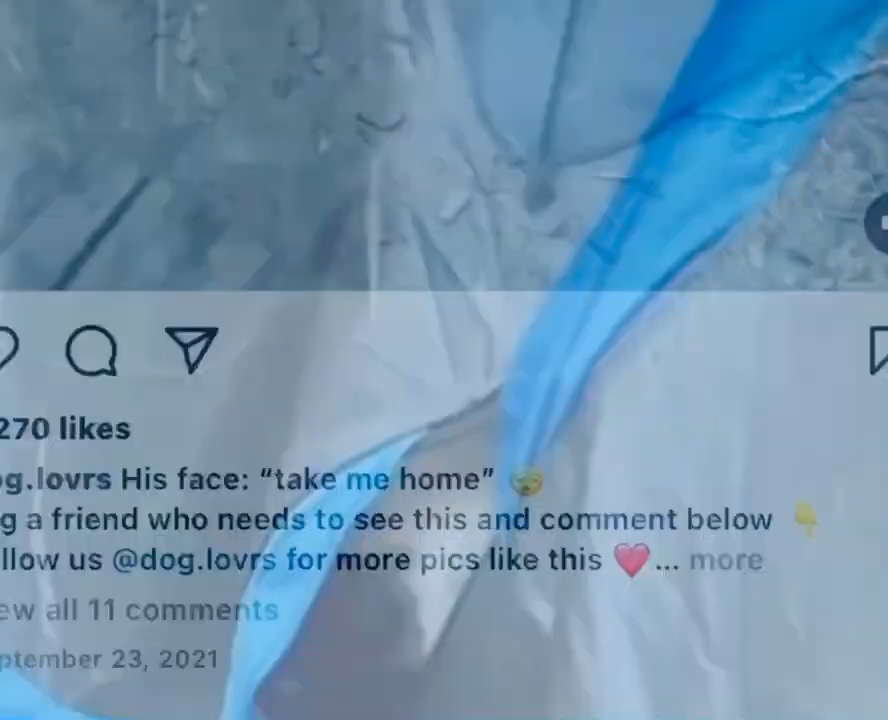 270 likes
og.lovrs His face: “take me home” 😪
g a friend who needs to see this and comment below 👇
llow us @dog.lovrs for more pics like this ❤️... more
ew all 11 comments
ptember 23, 2021